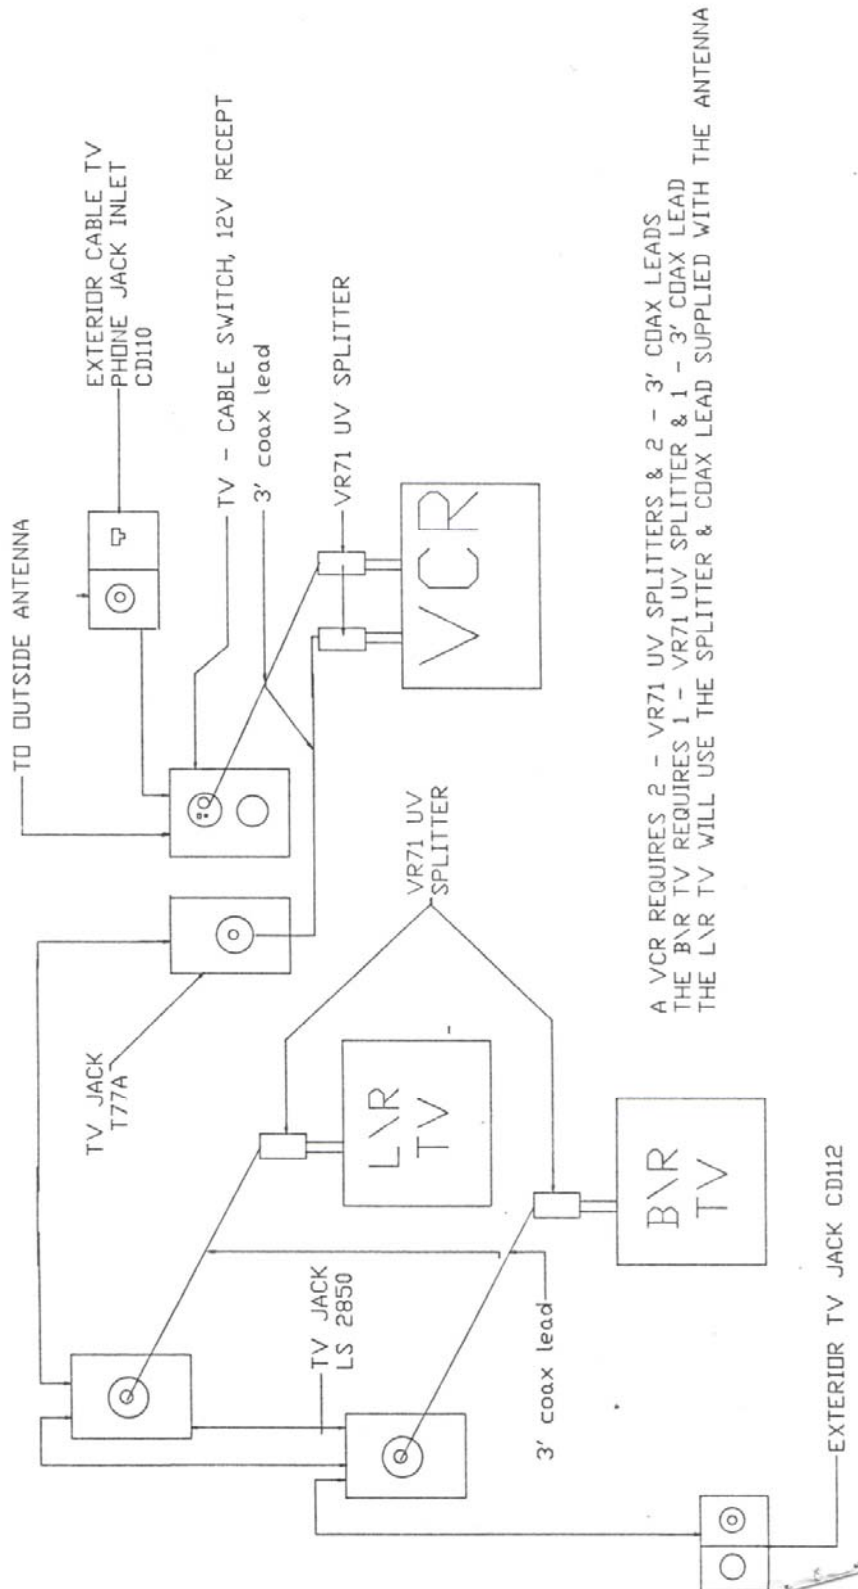 TO OUTSIDE ANTENNA
EXTERIOR CABLE TV
PHONE JACK INLET
CD110
TV - CABLE SWITCH, 12V RECEPT
3' coax lead
VR71 UV SPLITTER
VCR
TV JACK
T77A
VR71 UV
SPLITTER
L\R
TV
B\R
TV
TV JACK
LS 2850
3' coax lead
EXTERIOR TV JACK CD112
A VCR REQUIRES 2 - VR71 UV SPLITTERS & 2 - 3' COAX LEADS
THE B\R TV REQUIRES 1 - VR71 UV SPLITTER & 1 - 3' COAX LEAD
THE L\R TV WILL USE THE SPLITTER & COAX LEAD SUPPLIED WITH THE ANTENNA